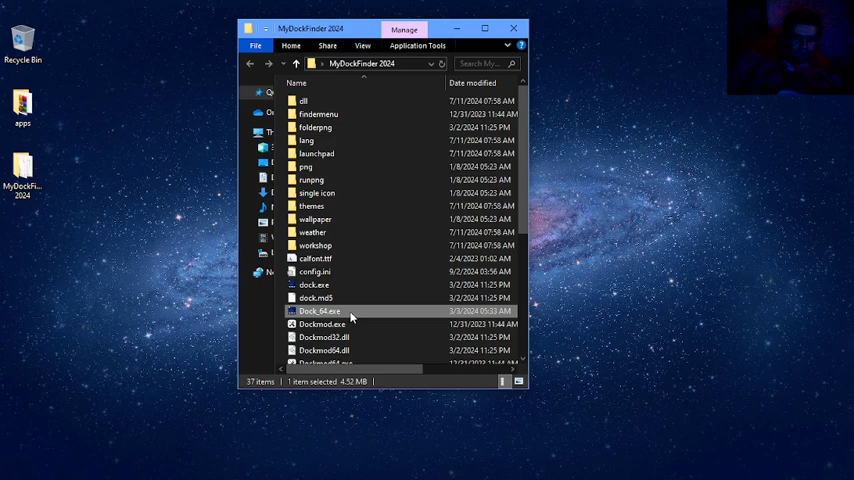 MyDockFinder 2024
Manage
File
Home
Share
View
Application Tools
MyDockFinder 2024
Search My...
Name
Date modified
dll
7/11/2024 07:58 AM
findermenu
12/31/2023 11:44 AM
folderpng
3/2/2024 11:25 PM
lang
7/11/2024 07:58 AM
launchpad
7/11/2024 07:58 AM
png
1/8/2024 05:23 AM
runpng
1/8/2024 05:23 AM
single icon
1/8/2024 05:23 AM
themes
7/11/2024 07:58 AM
wallpaper
1/8/2024 05:23 AM
weather
7/11/2024 07:58 AM
workshop
7/11/2024 07:58 AM
calfont.ttf
2/4/2023 01:02 AM
config.ini
9/2/2024 03:56 AM
dock.exe
3/2/2024 11:25 PM
dock.md5
3/2/2024 11:25 PM
Dock_64.exe
3/3/2024 05:33 AM
Dockmod.exe
12/31/2023 11:44 AM
Dockmod32.dll
3/2/2024 11:25 PM
Dockmod64.dll
3/2/2024 11:25 PM
37 items
1 item selected 4.52 MB
Recycle Bin
apps
MyDockFi...
2024